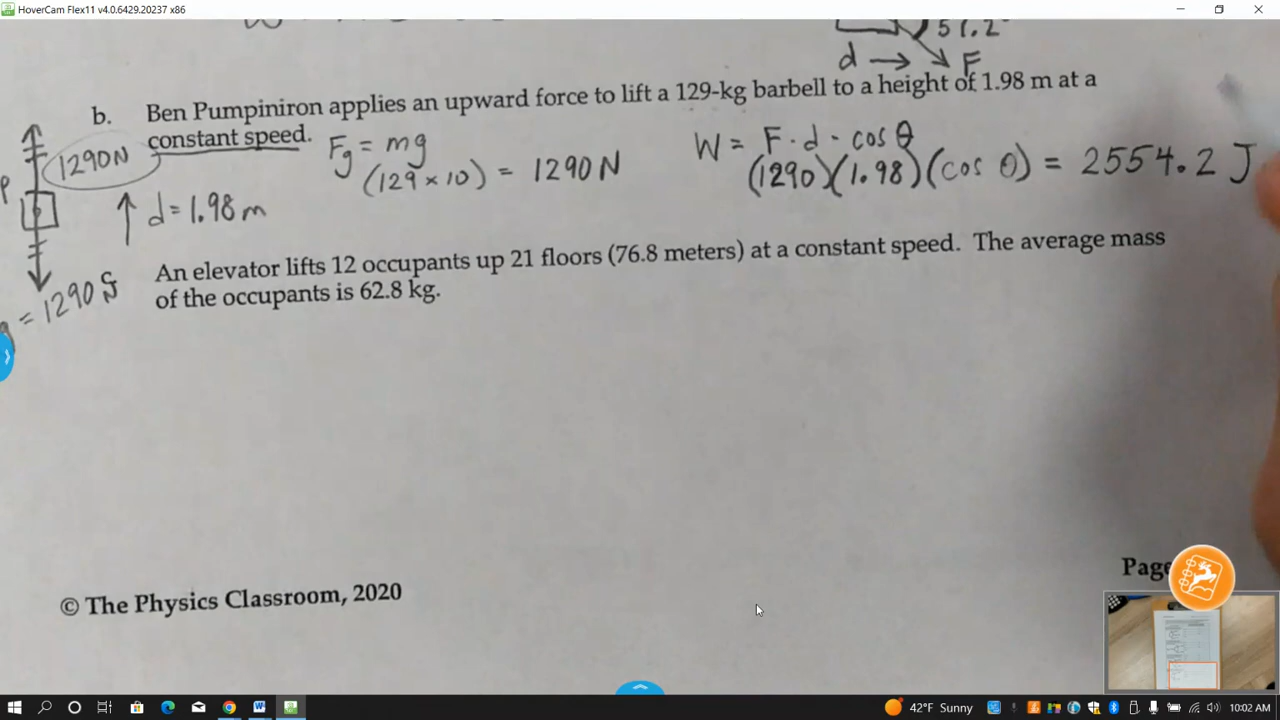 HoverCam Flex11 v4.0.6429.20237 x86
51.2°
d → F
b. Ben Pumpiniron applies an upward force to lift a 129-kg barbell to a height of 1.98 m at a
constant speed.
Fg = mg
(129 × 10) = 1290 N
W = F · d · cos θ
(1290)(1.98)(cos θ) = 2554.2 J
1290N
d = 1.98 m
= 1290
An elevator lifts 12 occupants up 21 floors (76.8 meters) at a constant speed. The average mass
of the occupants is 62.8 kg.
© The Physics Classroom, 2020
Page
42°F Sunny
10:02 AM